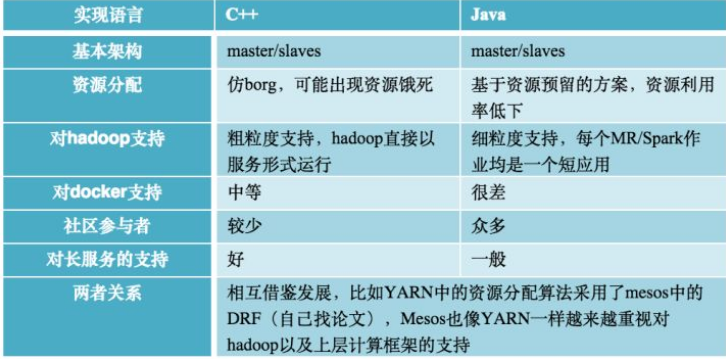 实现语言 C++ Java
基本架构 master/slaves master/slaves
资源分配 仿borg，可能出现资源饿死 基于资源预留的方案，资源利用
率低下
对hadoop支持 粗粒度支持，hadoop直接以 细粒度支持，每个MR/Spark作
服务形式运行 业均是一个短应用
对docker支持 中等 很差
社区参与者 较少 众多
对长服务的支持 好 一般
两者关系 相互借鉴发展，比如YARN中的资源分配算法采用了mesos中的
DRF（自己找论文），Mesos也像YARN一样越来越重视对
hadoop以及上层计算框架的支持